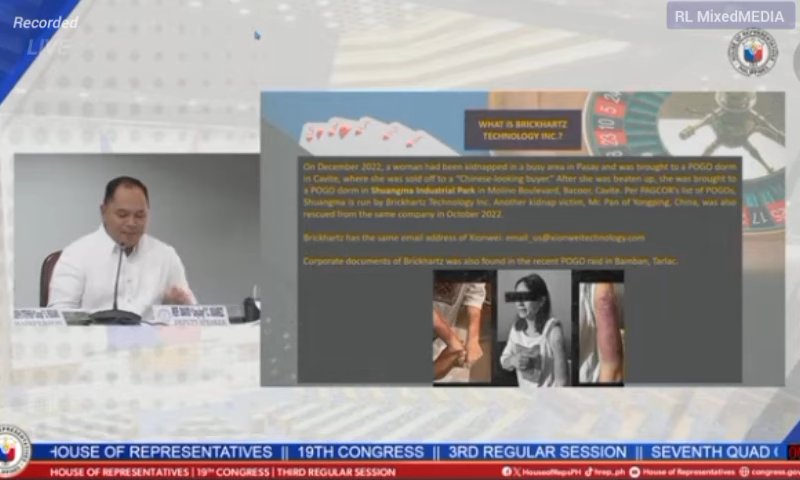 Recorded
LIVE
RL MixedMEDIA
WHAT IS BRICKHARTZ
TECHNOLOGY INC.?
On December 2022, a woman had been kidnapped in a busy area in Pasay and was brought to a POGO dorm
in Cavite, where she was sold off to a "Chinese-looking buyer." After she was beaten up, she was brought to
a POGO dorm in Shuangma Industrial Park in Molino Boulevard, Bacoor, Cavite. Per PAGCOR's list of POGOs,
Shuangma is run by Brickhartz Technology Inc. Another kidnap victim, Mr. Pan of Yongping, China, was also
rescued from the same company in October 2022.
Brickhartz has the same email address of Xionwei: email_us@xionweitechnology.com
Corporate documents of Brickhartz was also found in the recent POGO raid in Bamban, Tarlac.
DEPUTY SPEAKER
HOUSE OF REPRESENTATIVES || 19TH CONGRESS || 3RD REGULAR SESSION || SEVENTH QUAD
HOUSE OF REPRESENTATIVES | 19TH CONGRESS | THIRD REGULAR SESSION
HouseofRepsPH hrep_ph House of Representatives congress.gov